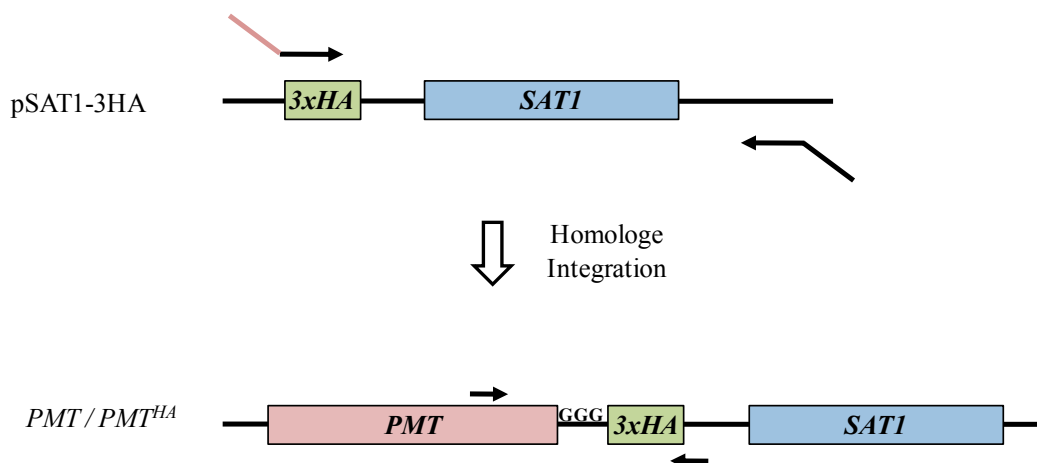 pSAT1-3HA
3xHA
SAT1
Homologe
Integration
PMT / PMT^HA
PMT
GGG
3xHA
SAT1